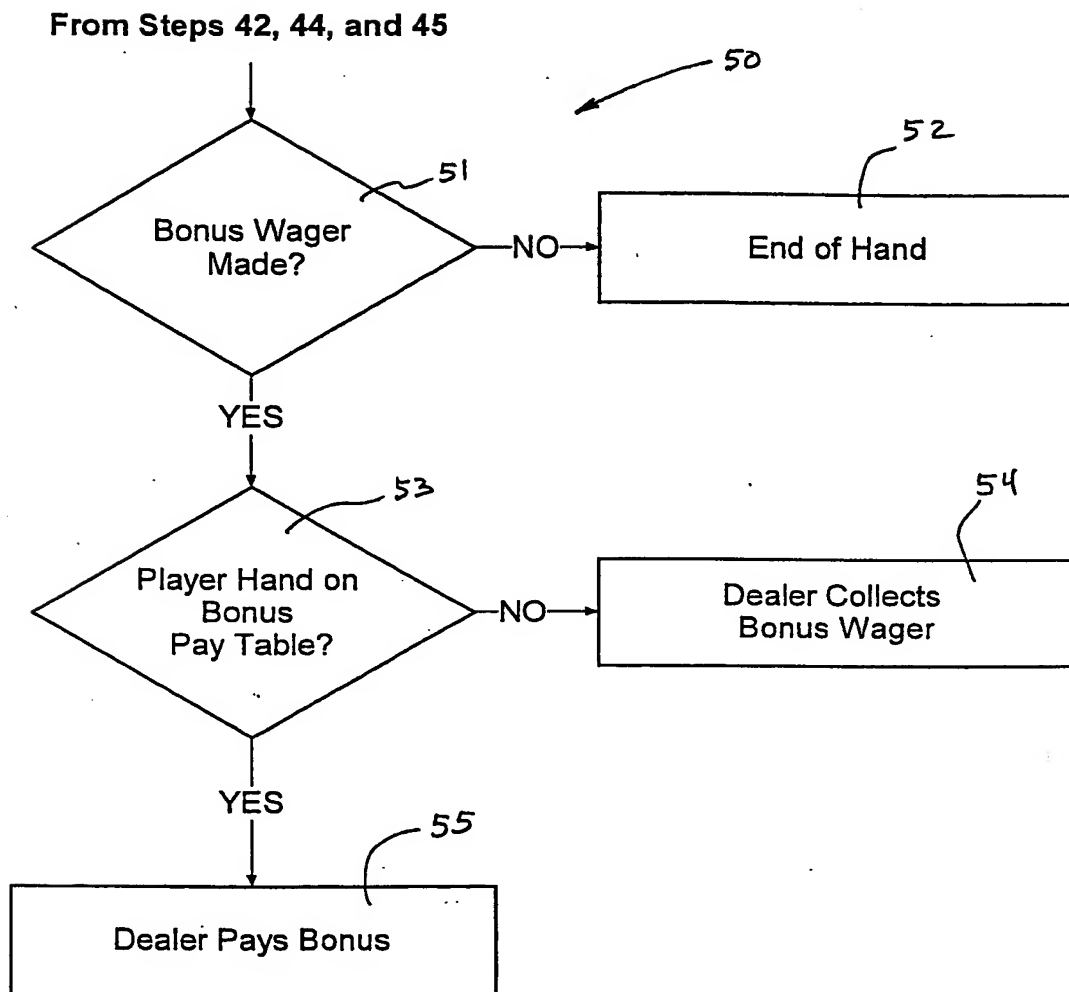 From Steps 42, 44, and 45
50
51
Bonus Wager
Made?
NO
52
End of Hand
YES
53
Player Hand on
Bonus
Pay Table?
NO
54
Dealer Collects
Bonus Wager
YES
55
Dealer Pays Bonus